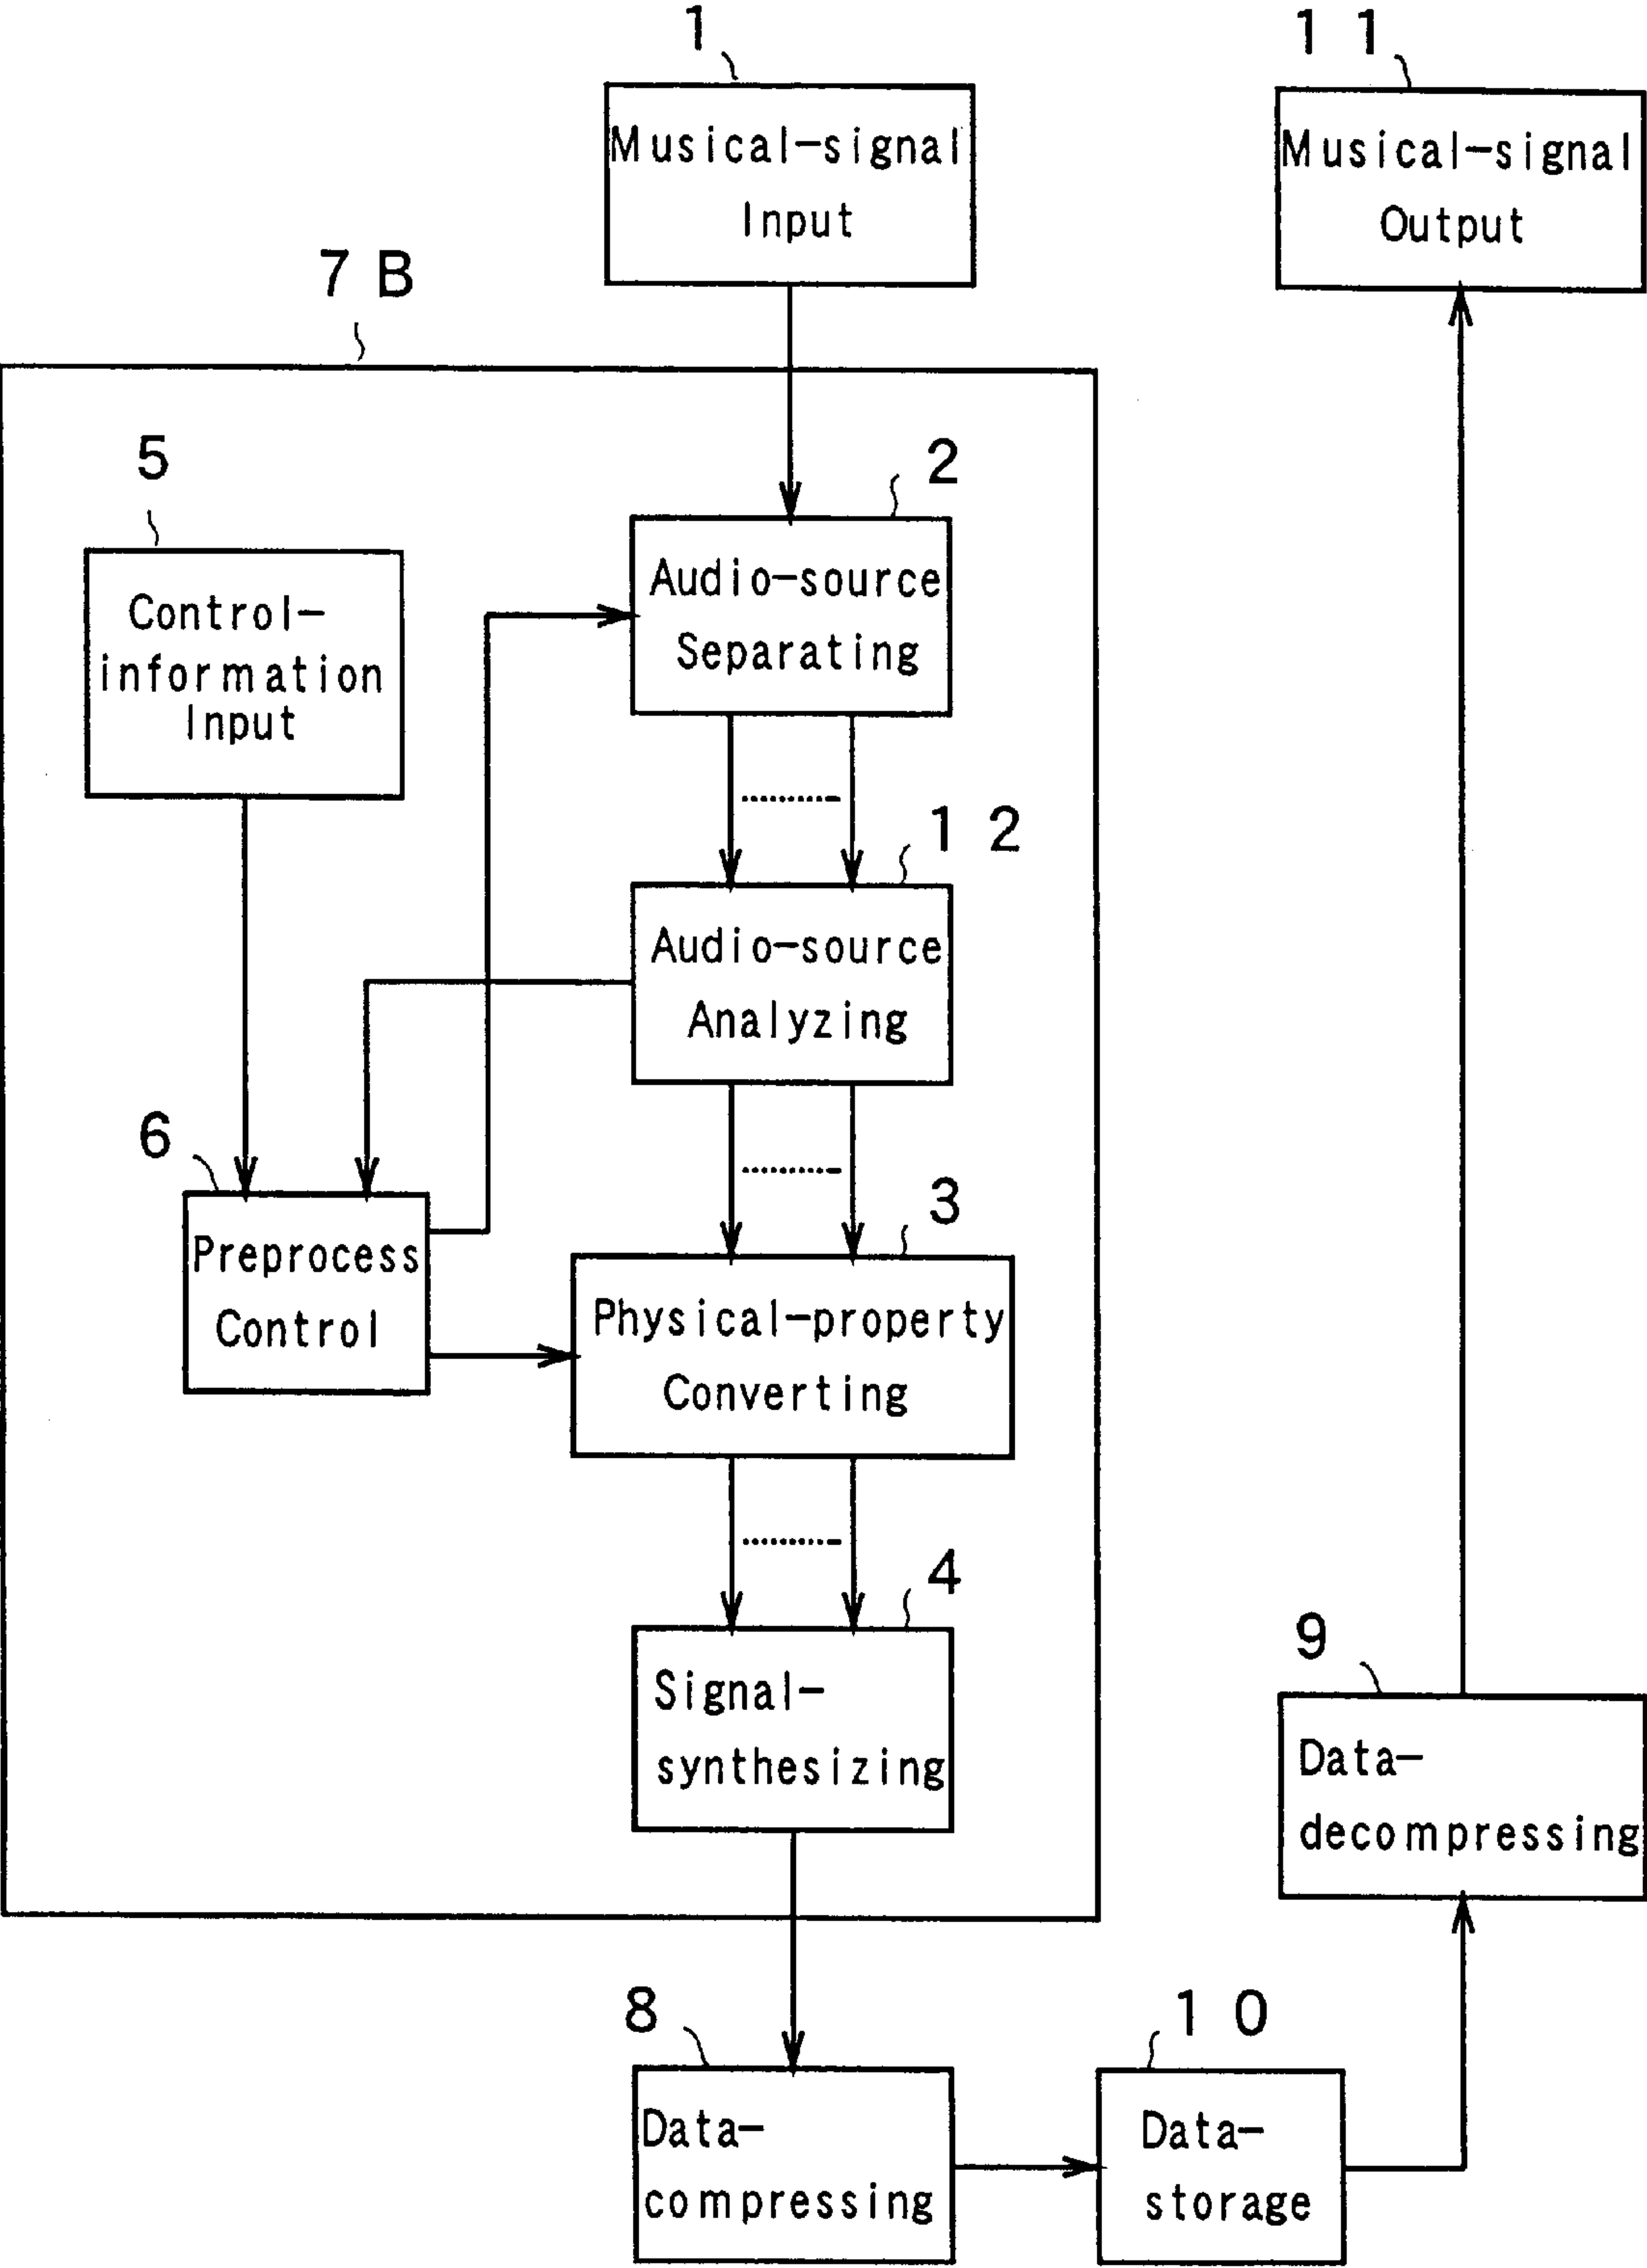 1
Musical-signal
Input
11
Musical-signal
Output
7B
5
Control-
information
Input
2
Audio-source
Separating
12
Audio-source
Analyzing
6
Preprocess
Control
3
Physical-property
Converting
4
Signal-
synthesizing
9
Data-
decompressing
8
Data-
compressing
10
Data-
storage